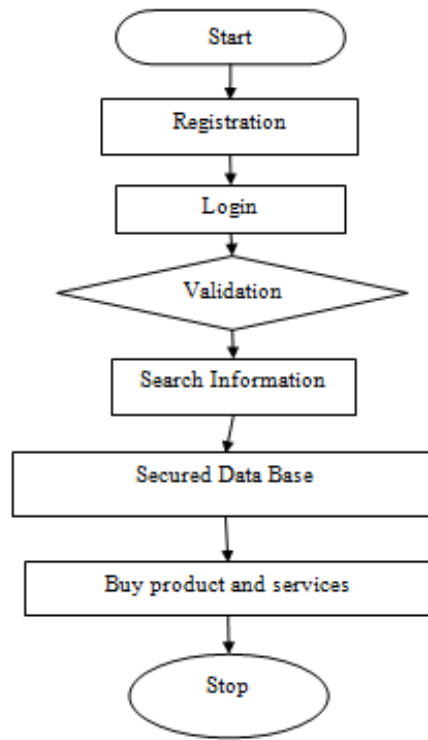 Start
Registration
Login
Validation
Search Information
Secured Data Base
Buy product and services
Stop